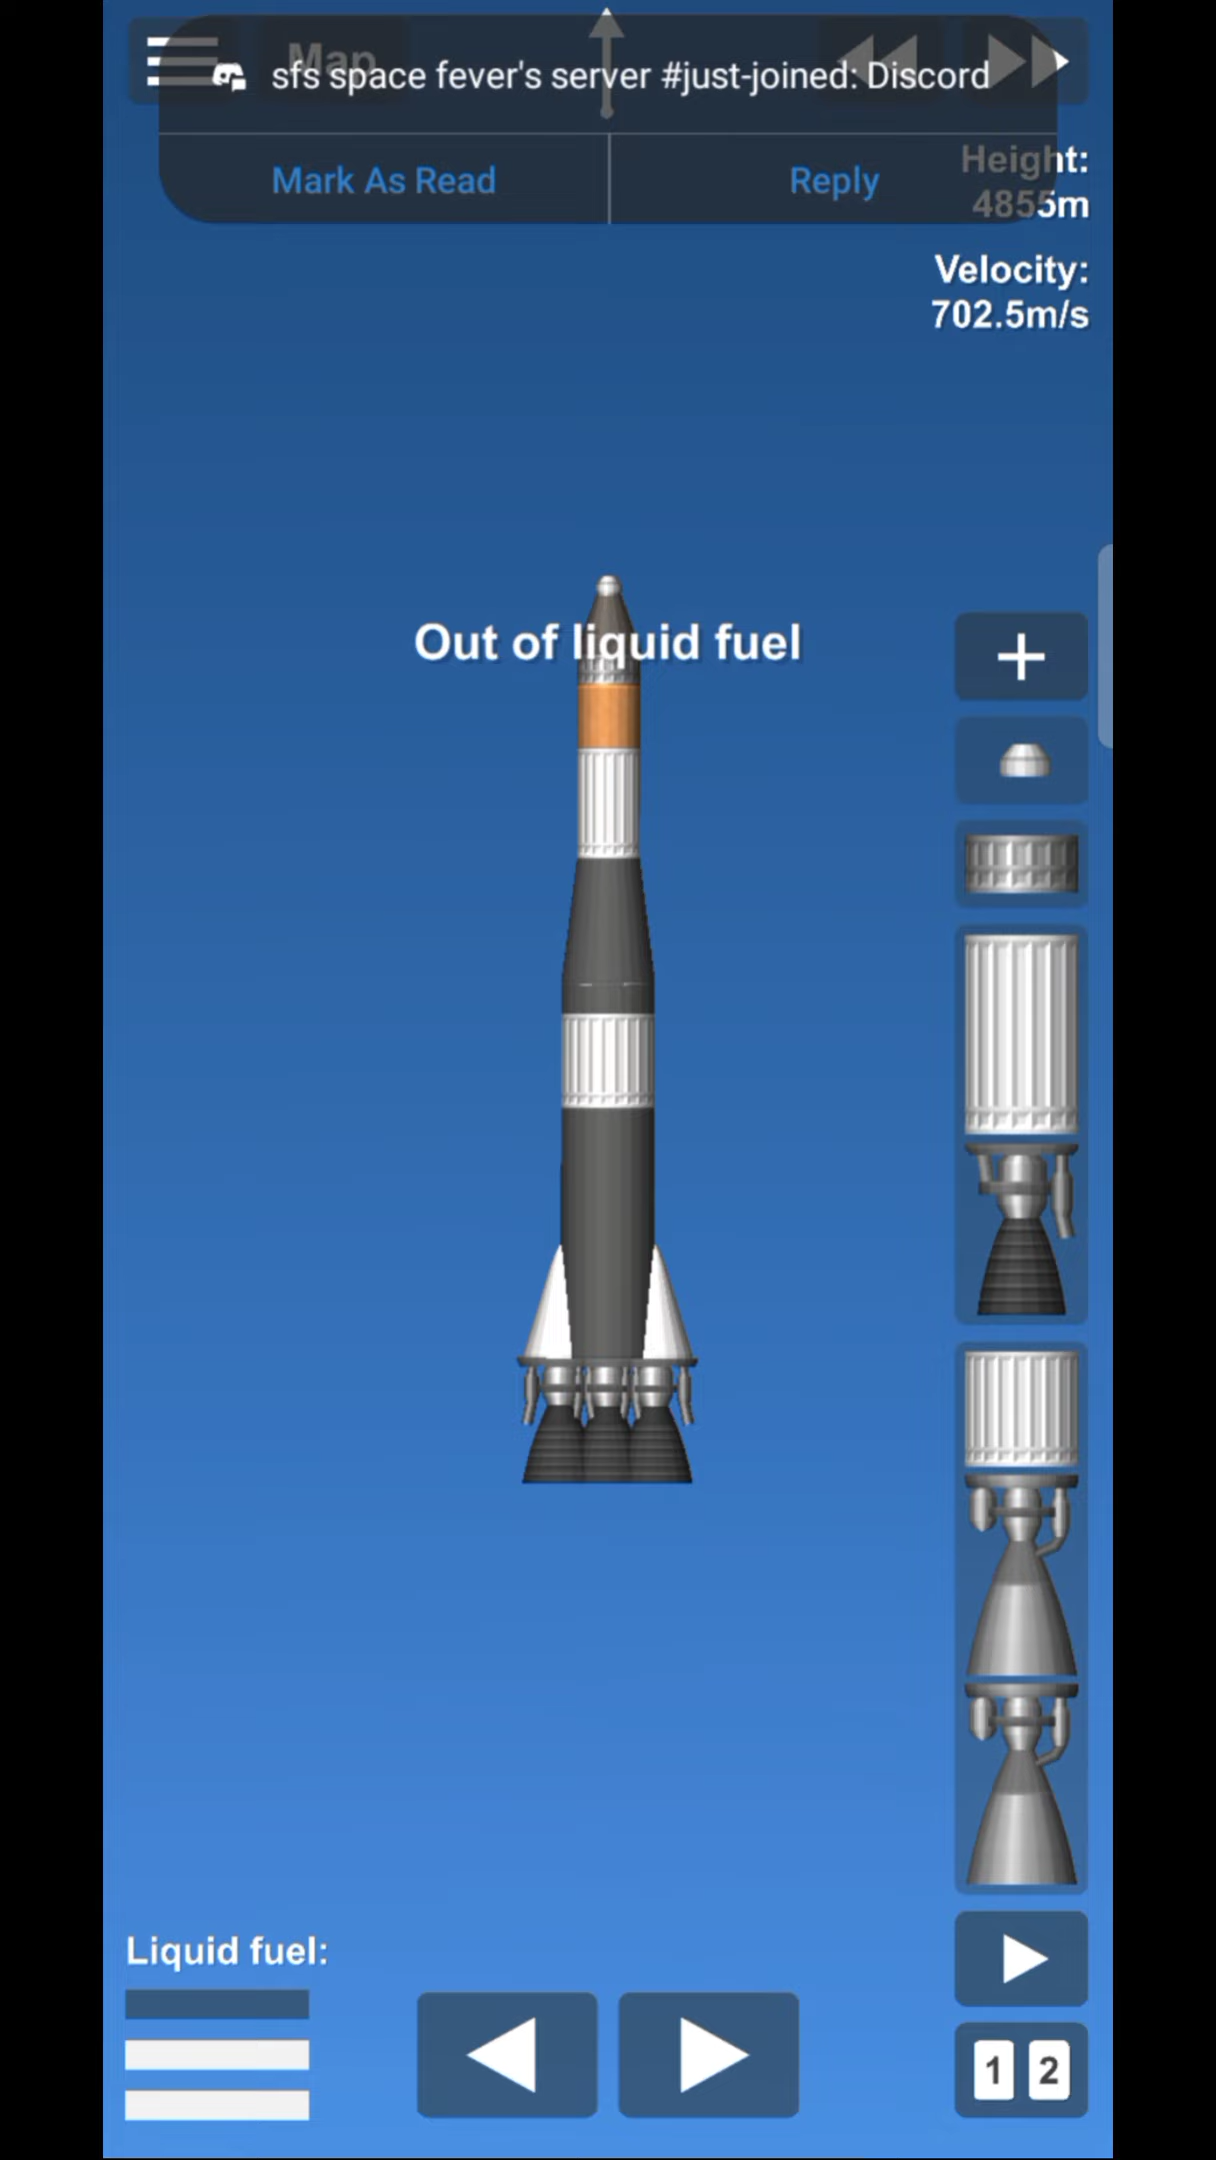 Map
sfs space fever's server #just-joined: Discord
Mark As Read
Reply
Height:
4855m
Velocity:
702.5m/s
Out of liquid fuel
Liquid fuel:
1 2